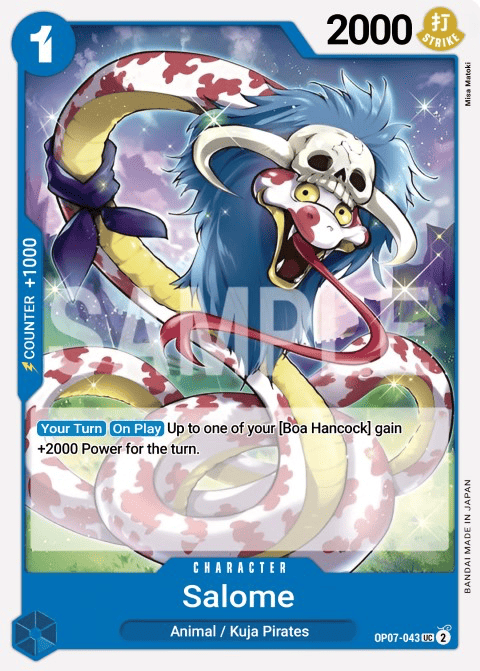 1
2000
打
STRIKE
Misa Matoki
COUNTER +1000
SAMPLE
Your Turn On Play Up to one of your [Boa Hancock] gain
+2000 Power for the turn.
BANDAI MADE IN JAPAN
CHARACTER
Salome
Animal / Kuja Pirates
OP07-043 UC 2